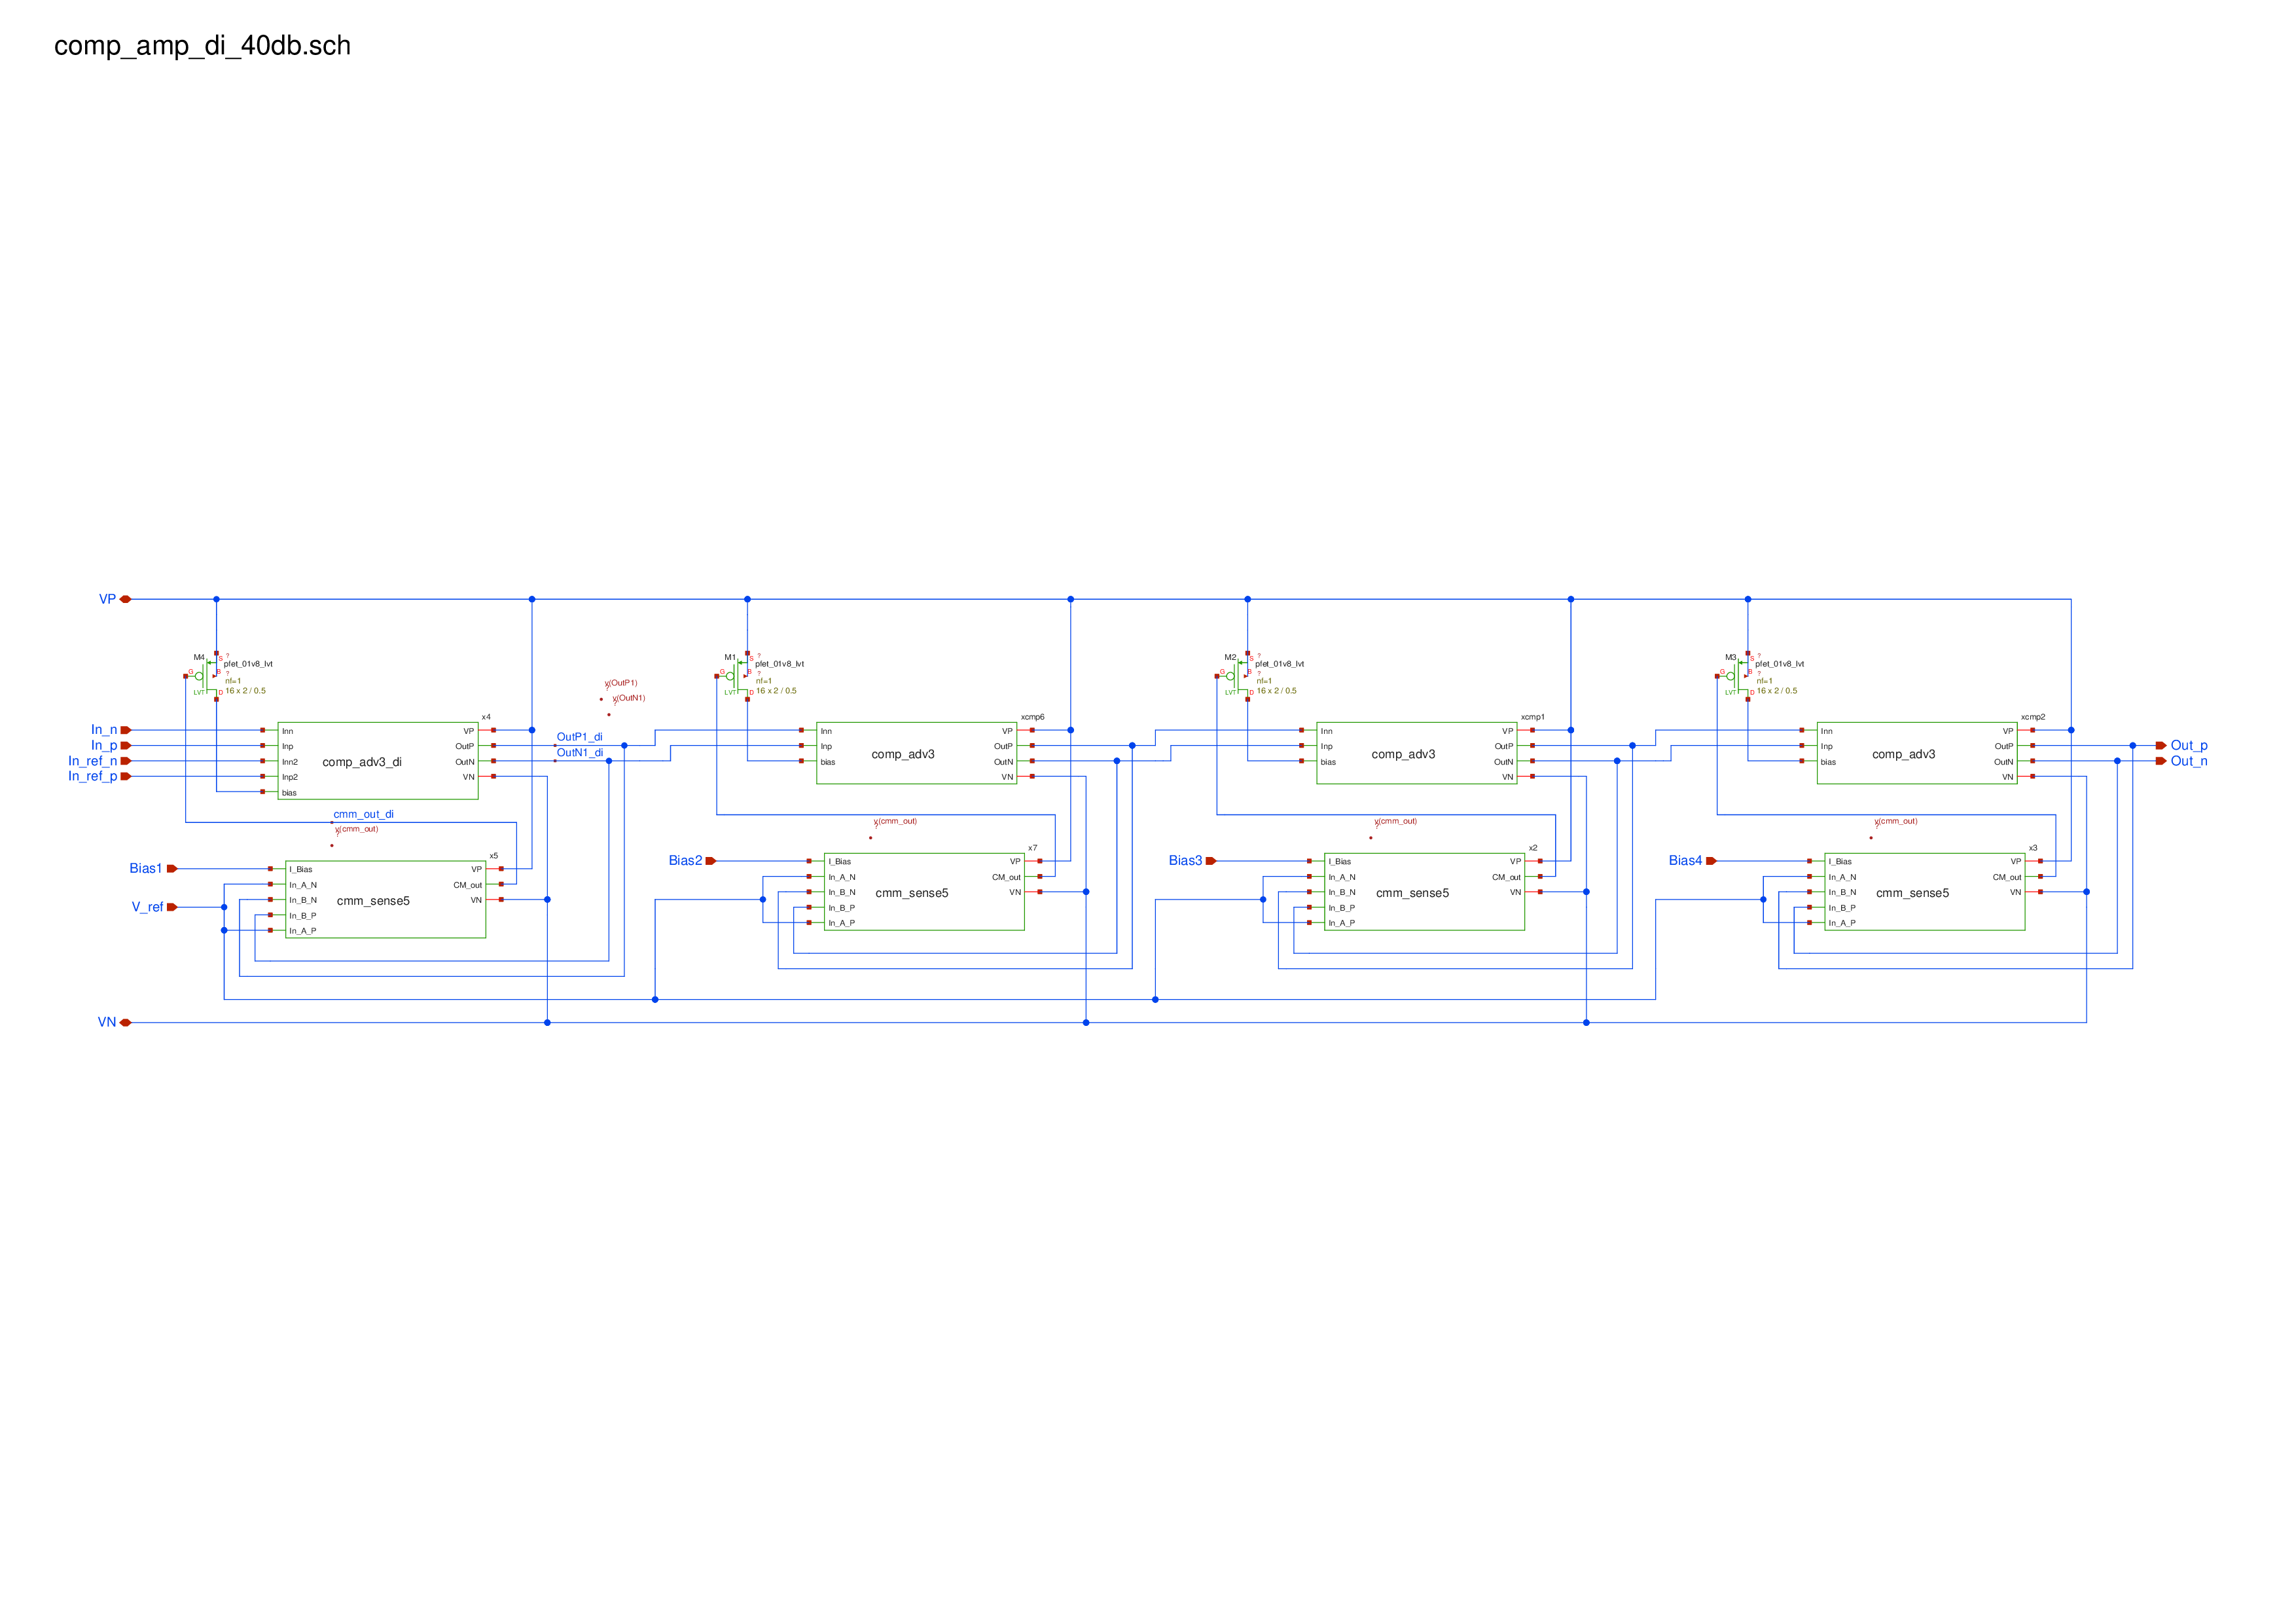 comp_amp_di_40db.sch
VP
M4
S
?
pfet_01v8_lvt
G
B
?
nf=1
LVT
D
16 x 2 / 0.5
M1
S
?
pfet_01v8_lvt
G
B
?
nf=1
LVT
D
16 x 2 / 0.5
M2
S
?
pfet_01v8_lvt
G
B
?
nf=1
LVT
D
16 x 2 / 0.5
M3
S
?
pfet_01v8_lvt
G
B
?
nf=1
LVT
D
16 x 2 / 0.5
v(OutP1)
?
v(OutN1)
?
In_n
In_p
In_ref_n
In_ref_p
x4
Inn
Inp
Inn2
Inp2
bias
comp_adv3_di
VP
OutP
OutN
VN
OutP1_di
OutN1_di
xcmp6
Inn
Inp
bias
comp_adv3
VP
OutP
OutN
VN
xcmp1
Inn
Inp
bias
comp_adv3
VP
OutP
OutN
VN
xcmp2
Inn
Inp
bias
comp_adv3
VP
OutP
OutN
VN
Out_p
Out_n
cmm_out_di
v(cmm_out)
?
v(cmm_out)
?
v(cmm_out)
?
v(cmm_out)
?
Bias1
V_ref
x5
I_Bias
In_A_N
In_B_N
In_B_P
In_A_P
cmm_sense5
VP
CM_out
VN
Bias2
x7
I_Bias
In_A_N
In_B_N
In_B_P
In_A_P
cmm_sense5
VP
CM_out
VN
Bias3
x2
I_Bias
In_A_N
In_B_N
In_B_P
In_A_P
cmm_sense5
VP
CM_out
VN
Bias4
x3
I_Bias
In_A_N
In_B_N
In_B_P
In_A_P
cmm_sense5
VP
CM_out
VN
VN